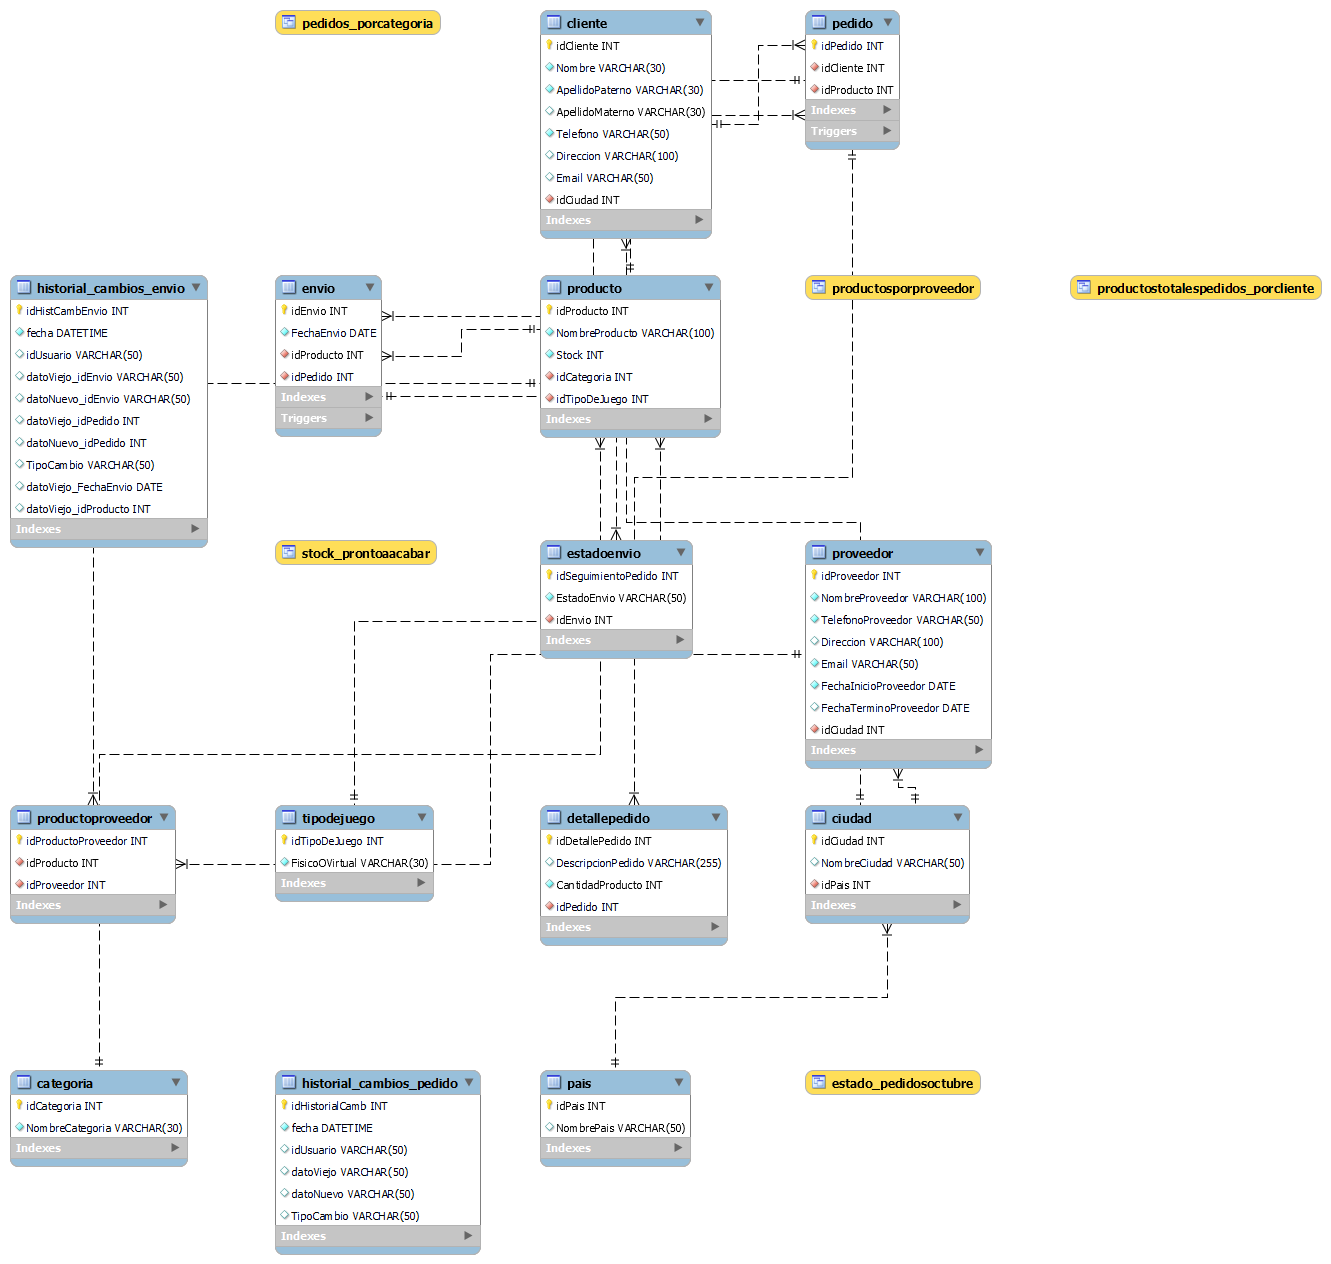 pedidos_porcategoria
cliente
idCliente INT
Nombre VARCHAR(30)
ApellidoPaterno VARCHAR(30)
ApellidoMaterno VARCHAR(30)
Telefono VARCHAR(50)
Direccion VARCHAR(100)
Email VARCHAR(50)
idCiudad INT
Indexes
pedido
idPedido INT
idCliente INT
idProducto INT
Indexes
Triggers
historial_cambios_envio
idHistCambEnvio INT
fecha DATETIME
idUsuario VARCHAR(50)
datoViejo_idEnvio VARCHAR(50)
datoNuevo_idEnvio VARCHAR(50)
datoViejo_idPedido INT
datoNuevo_idPedido INT
TipoCambio VARCHAR(50)
datoViejo_FechaEnvio DATE
datoViejo_idProducto INT
Indexes
envio
idEnvio INT
FechaEnvio DATE
idProducto INT
idPedido INT
Indexes
Triggers
producto
idProducto INT
NombreProducto VARCHAR(100)
Stock INT
idCategoria INT
idTipoDeJuego INT
Indexes
productosporproveedor
productostotalespedidos_porcliente
stock_prontoaacabar
estadoenvio
idSeguimientoPedido INT
EstadoEnvio VARCHAR(50)
idEnvio INT
Indexes
proveedor
idProveedor INT
NombreProveedor VARCHAR(100)
TelefonoProveedor VARCHAR(50)
Direccion VARCHAR(100)
Email VARCHAR(50)
FechaInicioProveedor DATE
FechaTerminoProveedor DATE
idCiudad INT
Indexes
productoproveedor
idProductoProveedor INT
idProducto INT
idProveedor INT
Indexes
tipodejuego
idTipoDeJuego INT
FisicoOVirtual VARCHAR(30)
Indexes
detallepedido
idDetallePedido INT
DescripcionPedido VARCHAR(255)
CantidadProducto INT
idPedido INT
Indexes
ciudad
idCiudad INT
NombreCiudad VARCHAR(50)
idPais INT
Indexes
categoria
idCategoria INT
NombreCategoria VARCHAR(30)
Indexes
historial_cambios_pedido
idHistorialCamb INT
fecha DATETIME
idUsuario VARCHAR(50)
datoViejo VARCHAR(50)
datoNuevo VARCHAR(50)
TipoCambio VARCHAR(50)
Indexes
pais
idPais INT
NombrePais VARCHAR(50)
Indexes
estado_pedidosoctubre